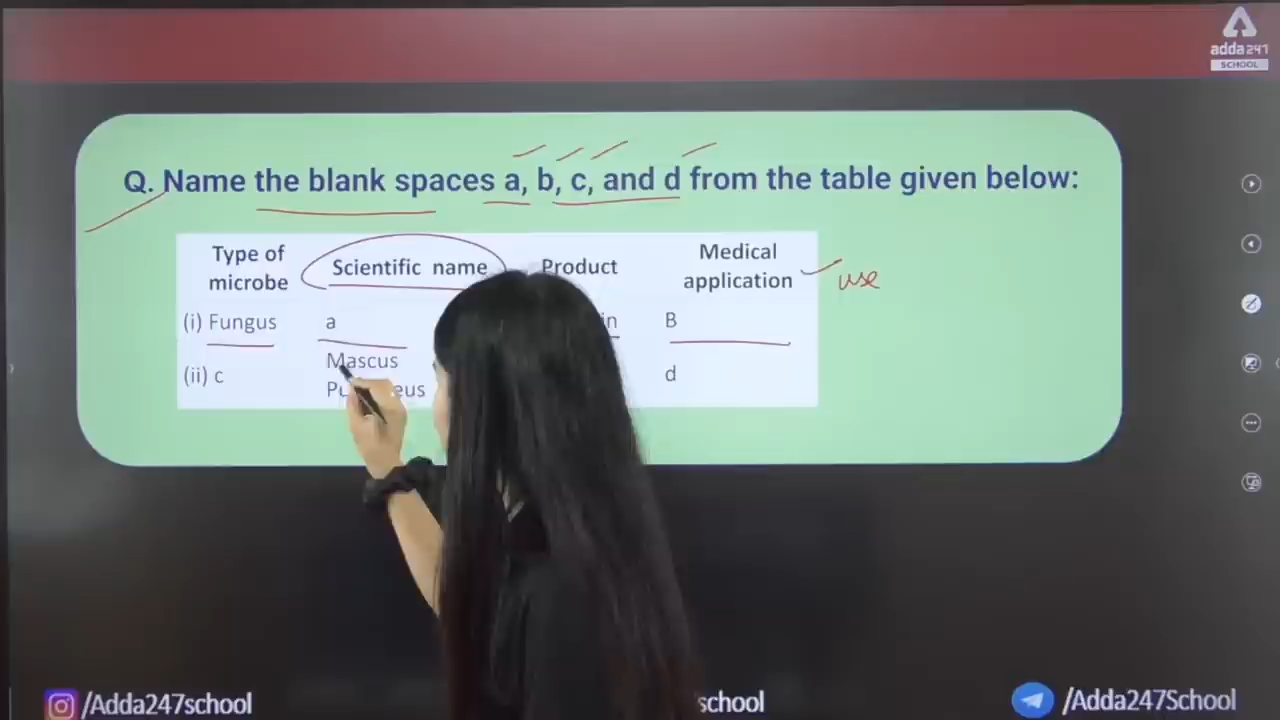 adda247
SCHOOL
Q. Name the blank spaces a, b, c, and d from the table given below:
Type of microbe Scientific name Product Medical application use
(i) Fungus a B
(ii) c Mascus d
/Adda247school
school
/Adda247School